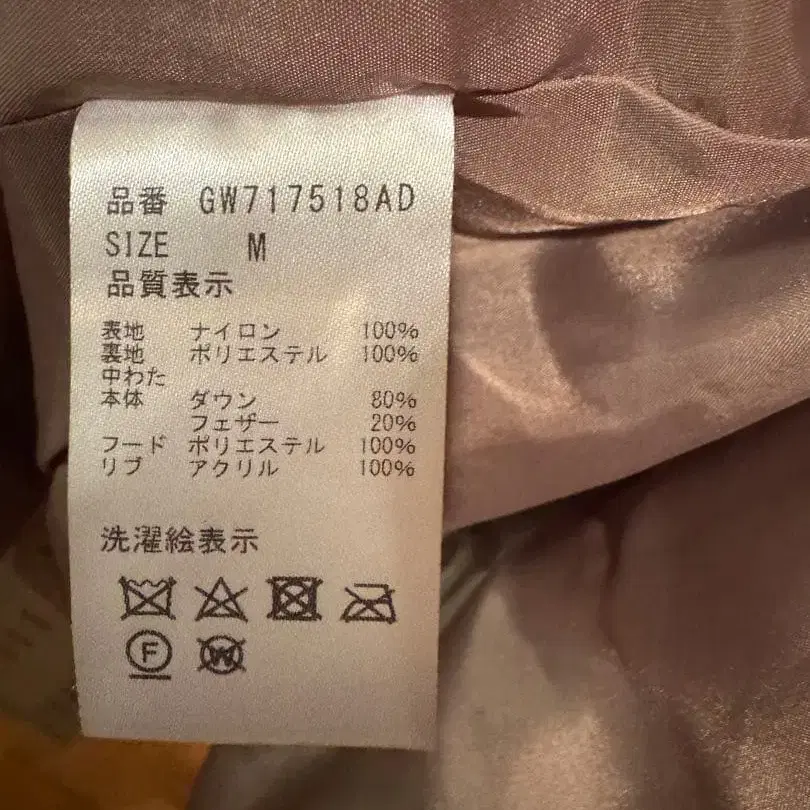 品番 GW717518AD
SIZE M
品質表示
表地 ナイロン 100%
裏地 ポリエステル 100%
中わた
本体 ダウン 80%
フェザー 20%
フード ポリエステル 100%
リブ アクリル 100%
洗濯絵表示
F W